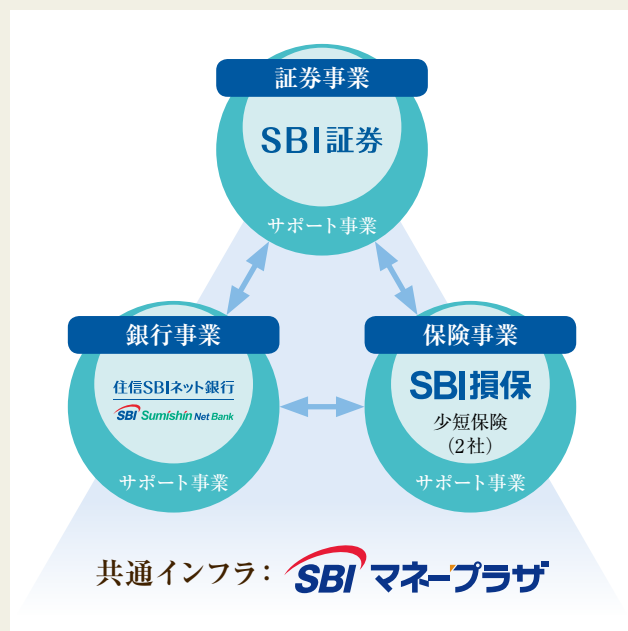 証券事業
SBI証券
サポート事業
銀行事業
住信SBIネット銀行
SBI Sumishin Net Bank
サポート事業
保険事業
SBI損保
少短保険
(2社)
サポート事業
共通インフラ: SBI マネープラザ